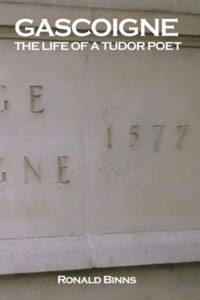 GASCOIGNE
THE LIFE OF A TUDOR POET
GE
1577
GNE
RONALD BINNS